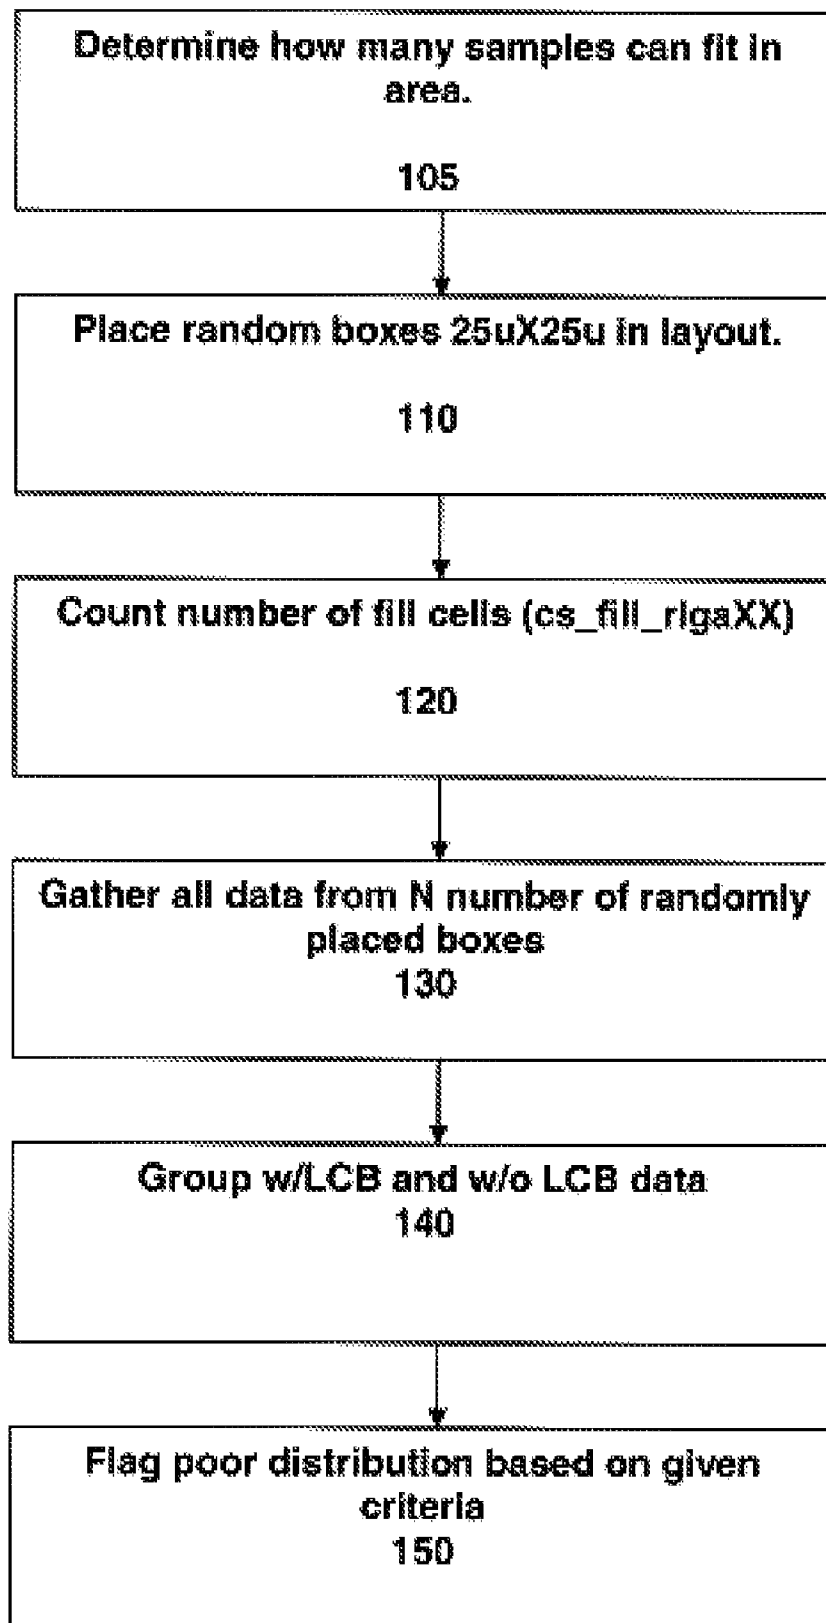 Determine how many samples can fit in
area.
105
Place random boxes 25uX25u in layout.
110
Count number of fill cells (cs_fill_rlgaXX)
120
Gather all data from N number of randomly
placed boxes
130
Group w/LCB and w/o LCB data
140
Flag poor distribution based on given
criteria
150